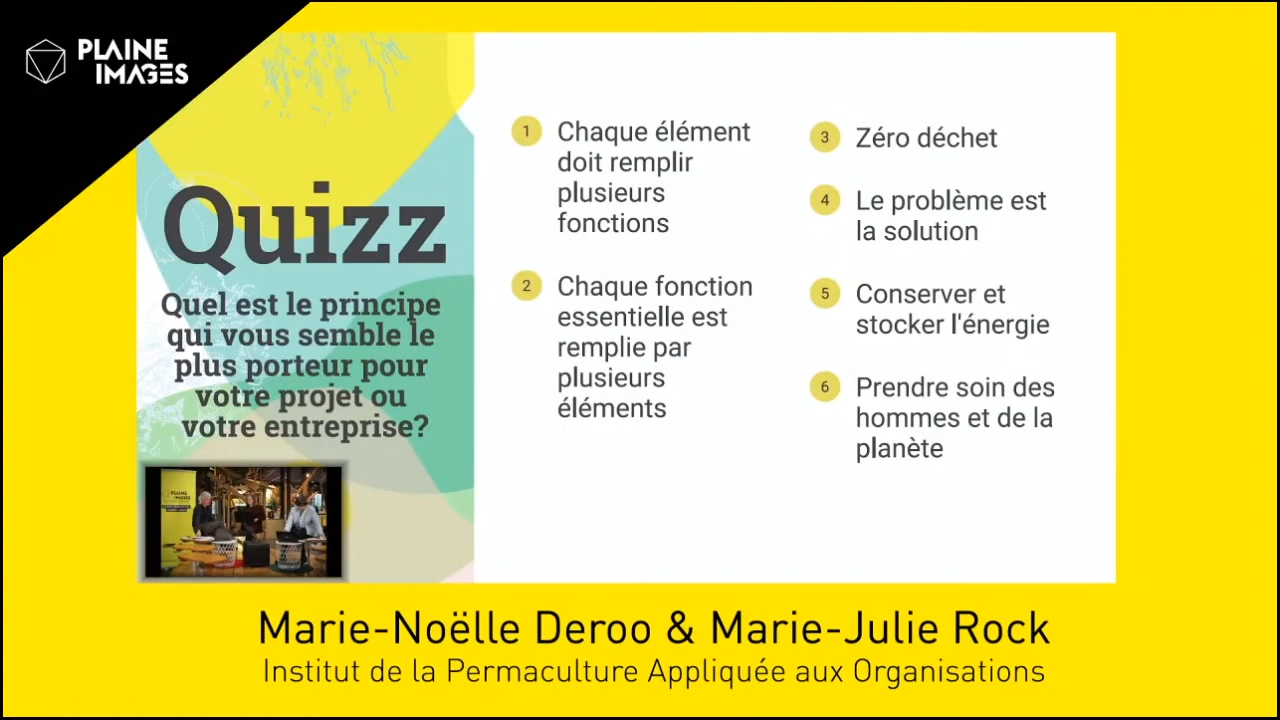 PLAINE
IMAGES
Quizz
Quel est le principe
qui vous semble le
plus porteur pour
votre projet ou
votre entreprise?
1 Chaque élément
doit remplir
plusieurs
fonctions
2 Chaque fonction
essentielle est
remplie par
plusieurs
éléments
3 Zéro déchet
4 Le problème est
la solution
5 Conserver et
stocker l'énergie
6 Prendre soin des
hommes et de la
planète
PLAINE
IMAGES
Marie-Noëlle Deroo & Marie-Julie Rock
Institut de la Permaculture Appliquée aux Organisations